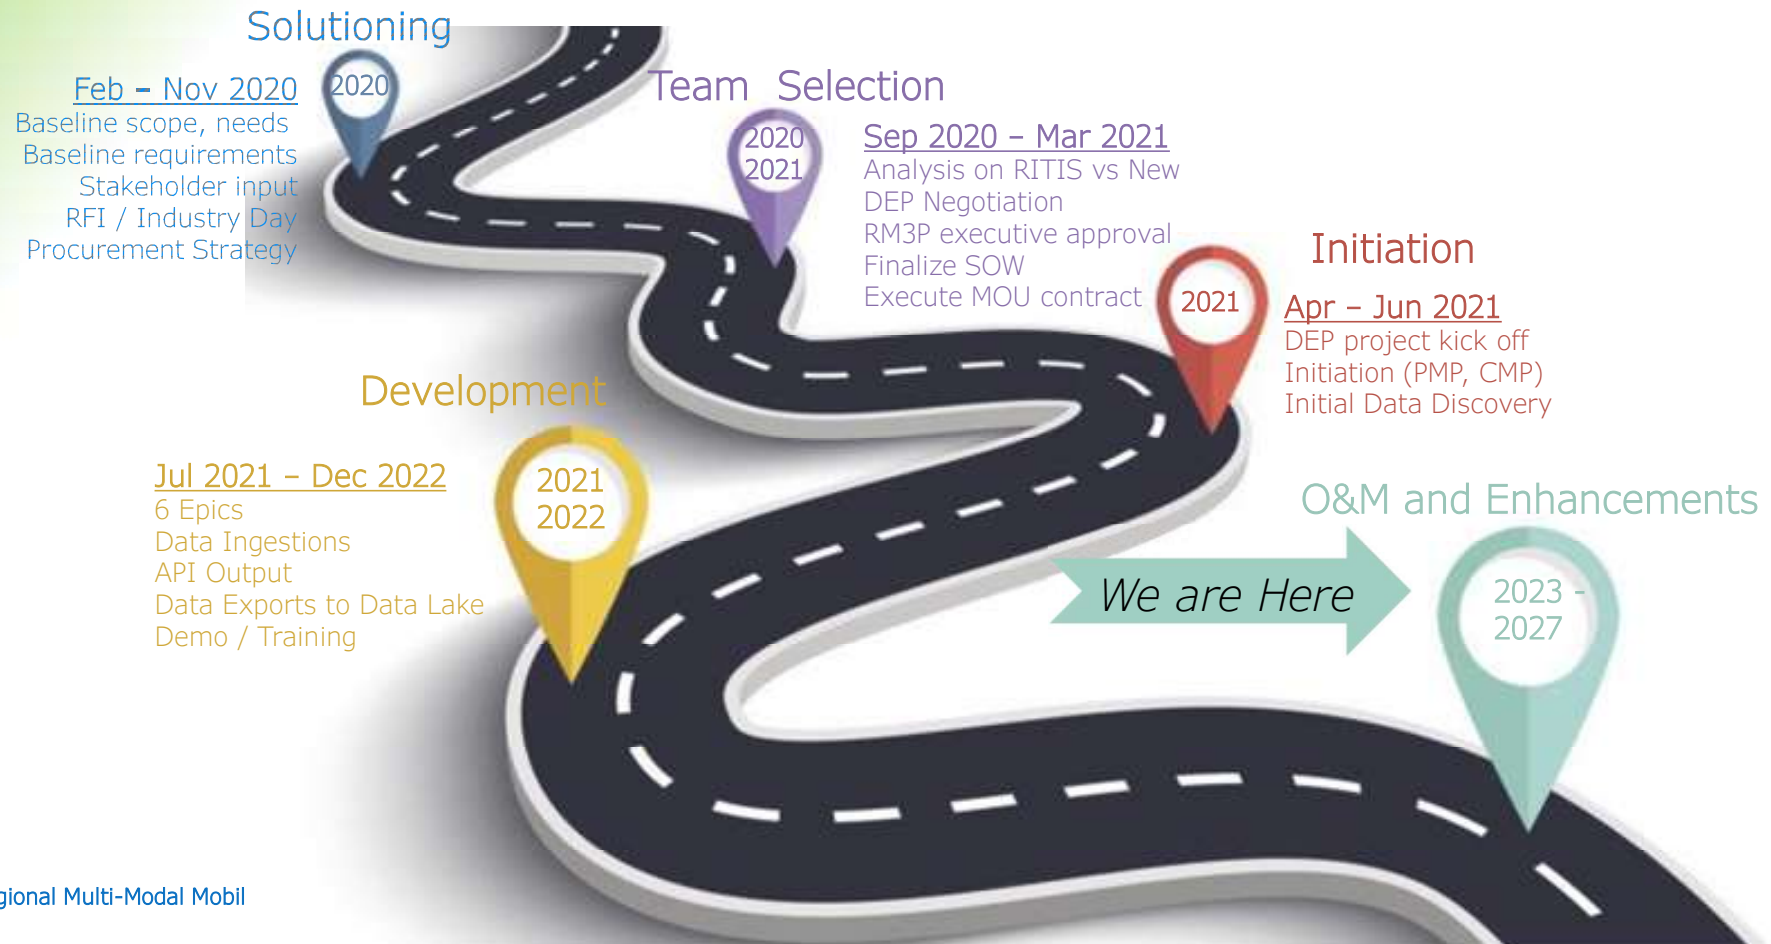 Solutioning
2020
Feb – Nov 2020
Baseline scope, needs
Baseline requirements
Stakeholder input
RFI / Industry Day
Procurement Strategy
Team Selection
2020
2021
Sep 2020 – Mar 2021
Analysis on RITIS vs New
DEP Negotiation
RM3P executive approval
Finalize SOW
Execute MOU contract
Initiation
2021
Apr – Jun 2021
DEP project kick off
Initiation (PMP, CMP)
Initial Data Discovery
Development
2021
2022
Jul 2021 – Dec 2022
6 Epics
Data Ingestions
API Output
Data Exports to Data Lake
Demo / Training
O&M and Enhancements
We are Here
2023 -
2027
gional Multi-Modal Mobil